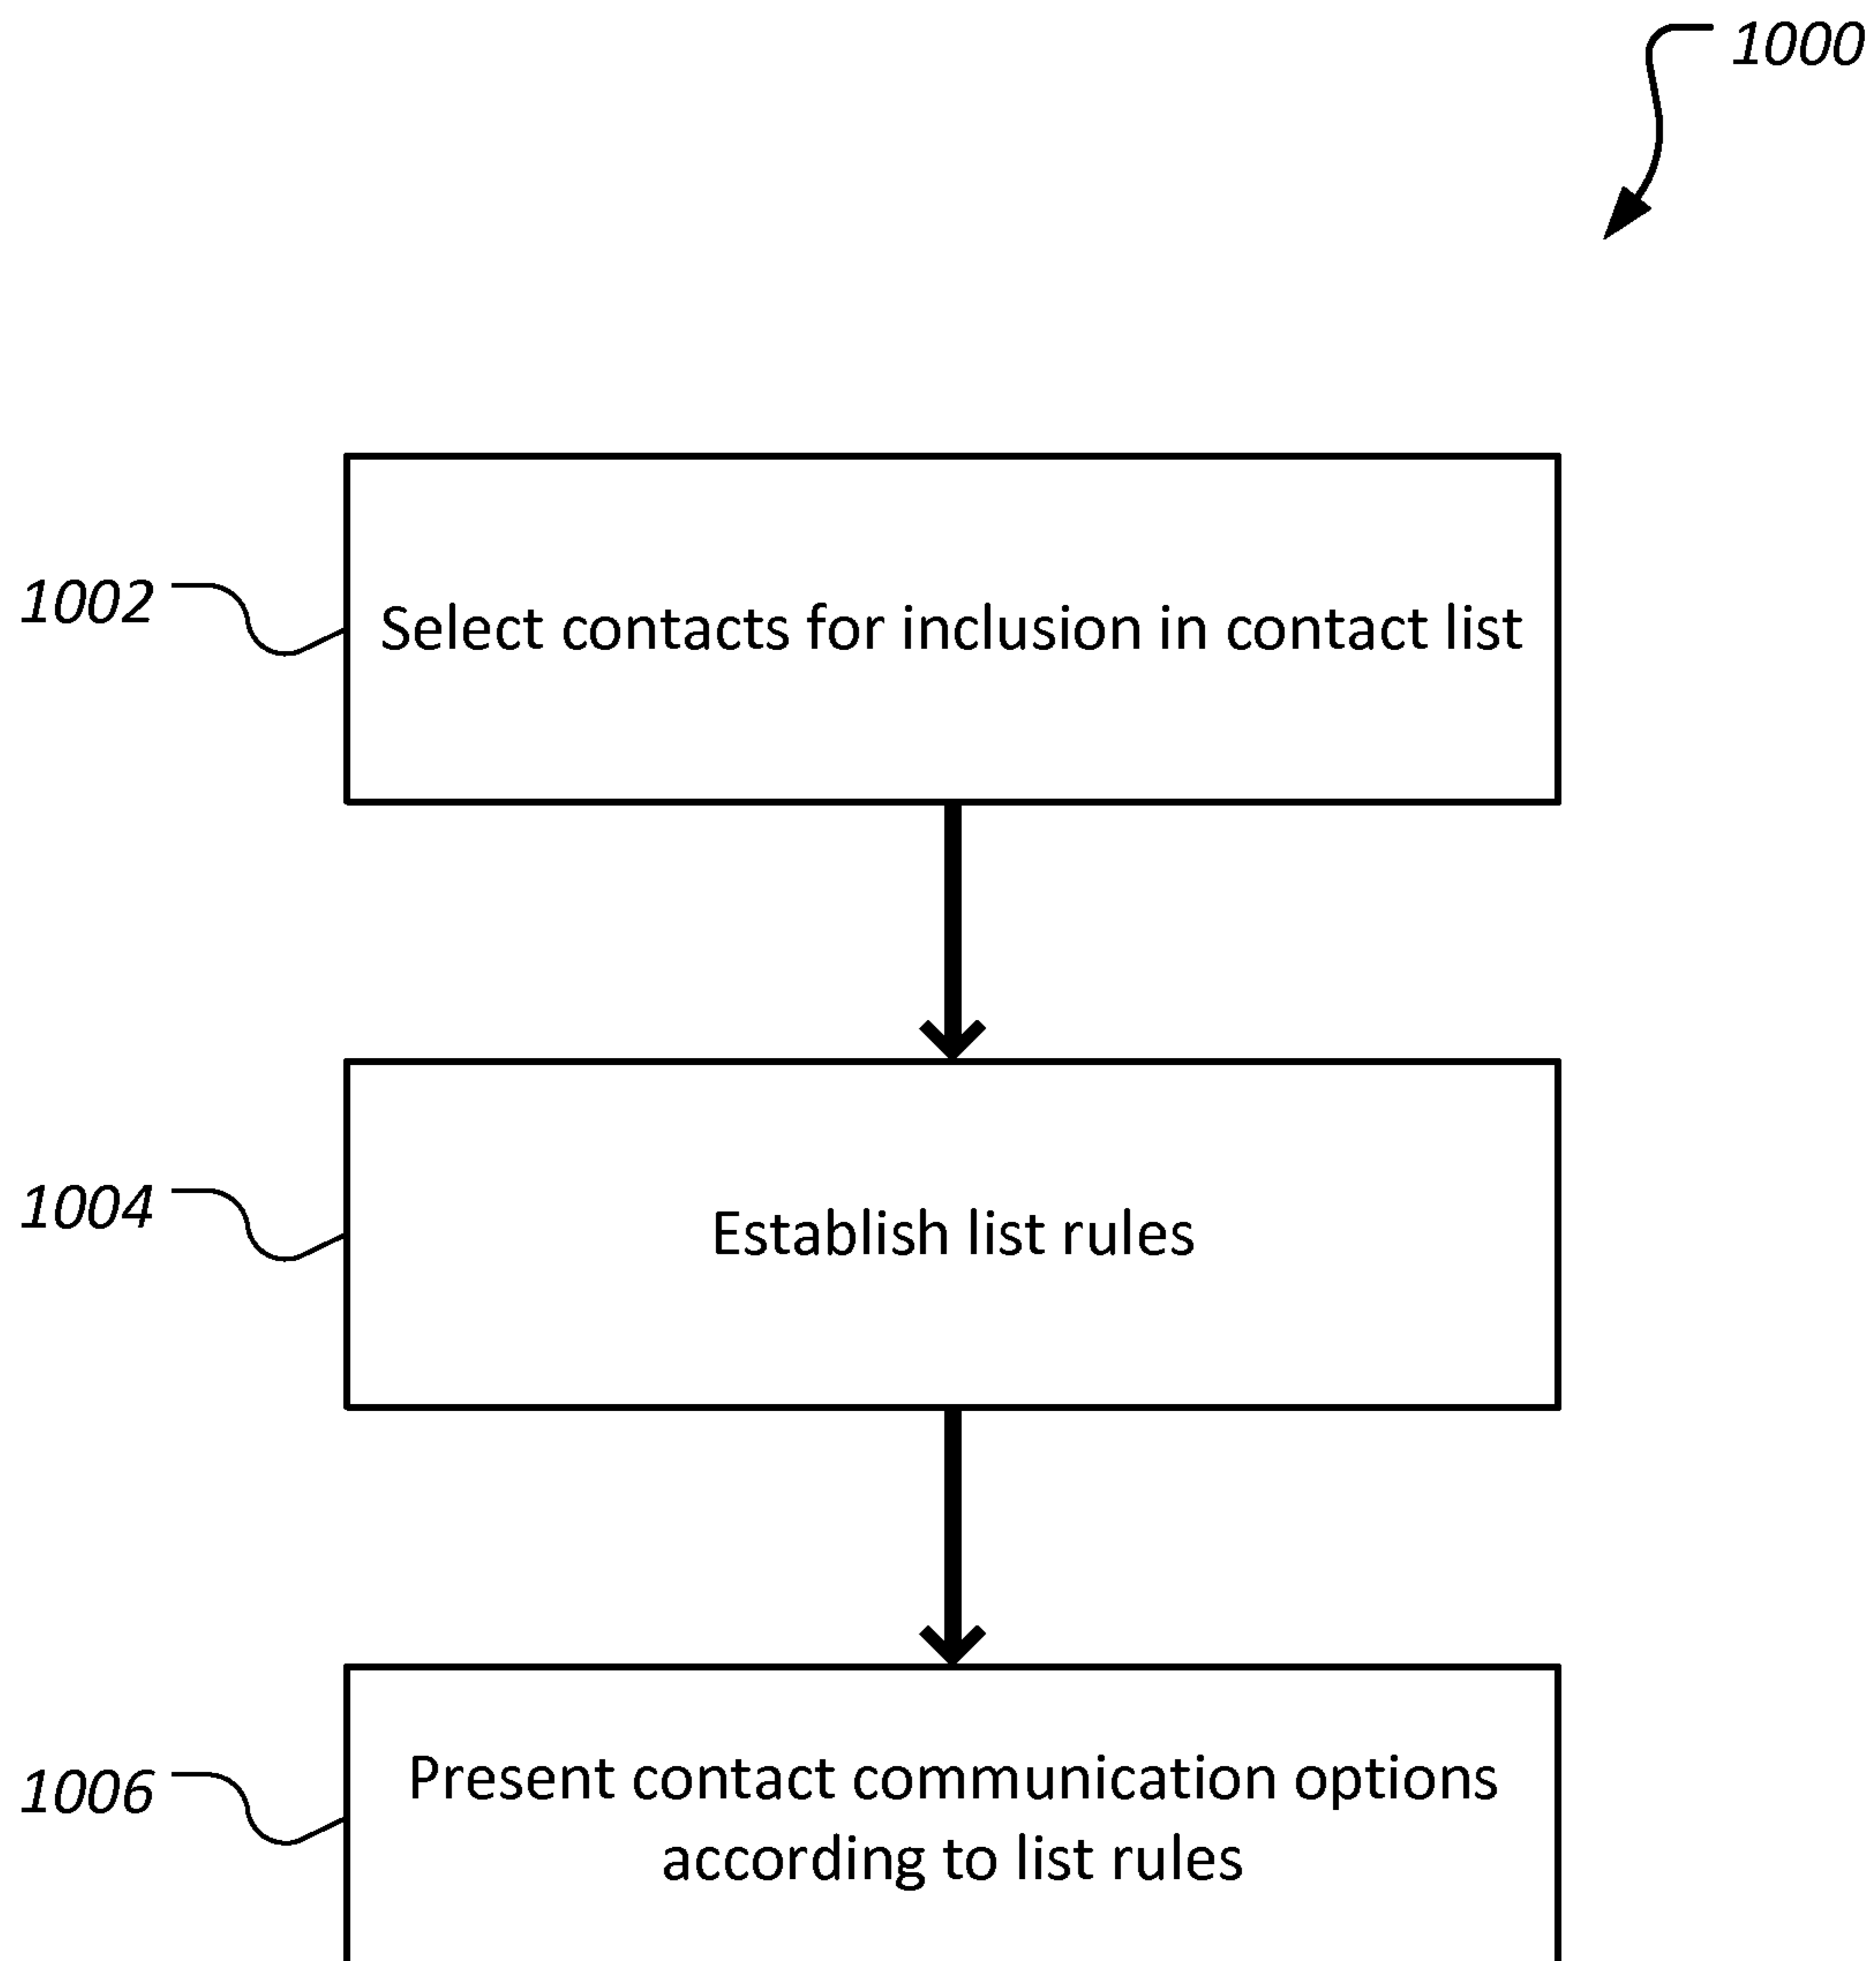 1000
1002
Select contacts for inclusion in contact list
1004
Establish list rules
1006
Present contact communication options
according to list rules